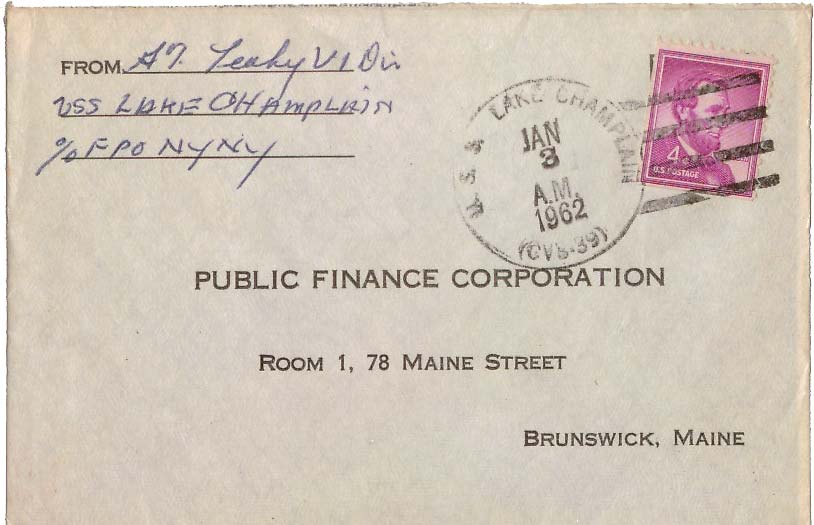 FROM A.T. Leahy V1 Div
USS LAKE CHAMPLAIN
% FPO NY NY
U.S.S. LAKE CHAMPLAIN
JAN
3
A.M.
1962
(CVS-39)
4¢
U.S. POSTAGE
PUBLIC FINANCE CORPORATION
ROOM 1, 78 MAINE STREET
BRUNSWICK, MAINE